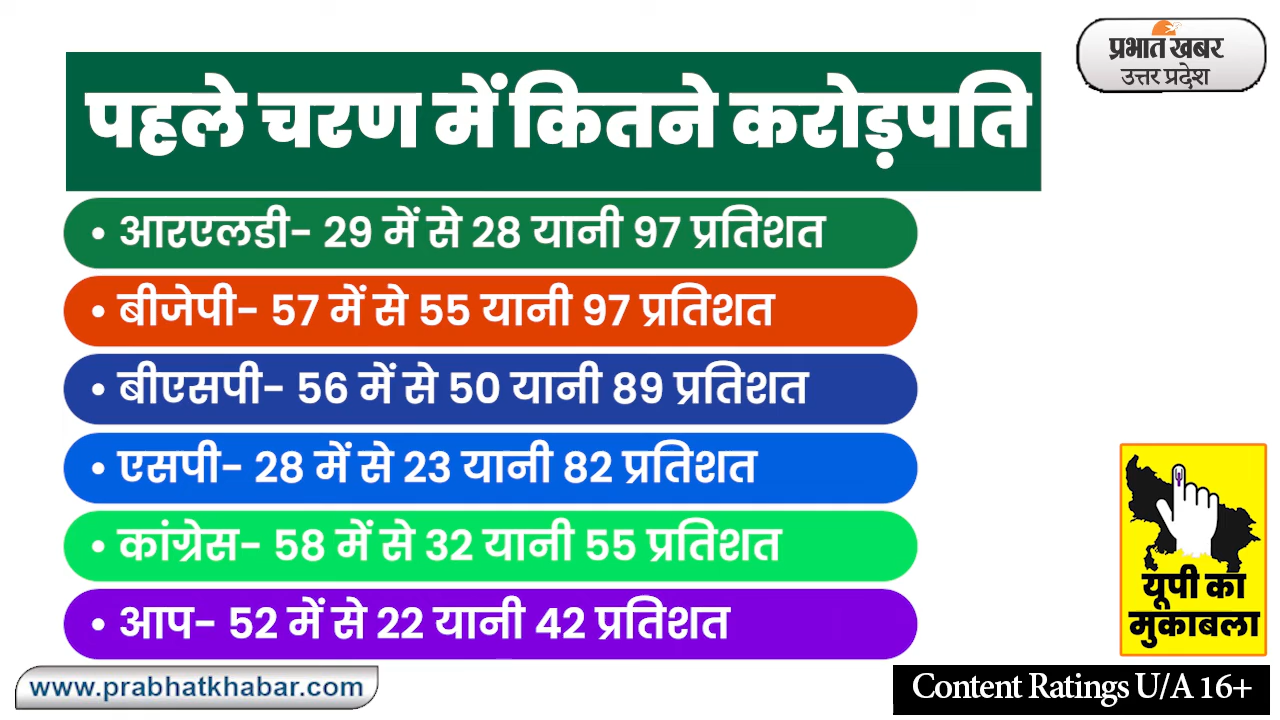 प्रभात खबर
उत्तर प्रदेश
पहले चरण में कितने करोड़पति
• आरएलडी- 29 में से 28 यानी 97 प्रतिशत
• बीजेपी- 57 में से 55 यानी 97 प्रतिशत
• बीएसपी- 56 में से 50 यानी 89 प्रतिशत
• एसपी- 28 में से 23 यानी 82 प्रतिशत
• कांग्रेस- 58 में से 32 यानी 55 प्रतिशत
• आप- 52 में से 22 यानी 42 प्रतिशत
यूपी का
मुकाबला
www.prabhatkhabar.com
Content Ratings U/A 16+